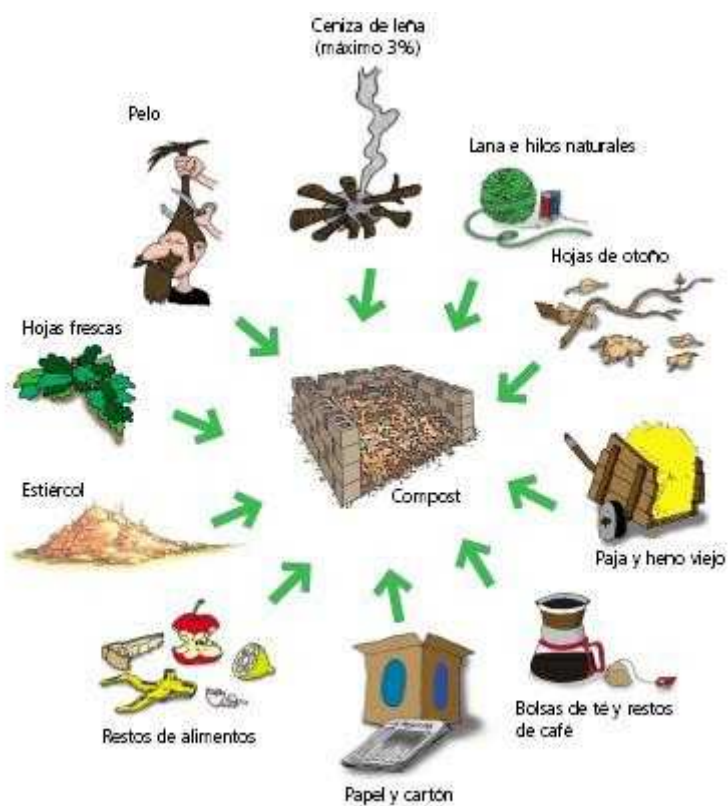 Ceniza de leña
(máximo 3%)
Pelo
Lana e hilos naturales
Hojas de otoño
Hojas frescas
Compost
Estiércol
Paja y heno viejo
Restos de alimentos
Bolsas de té y restos
de café
Papel y cartón